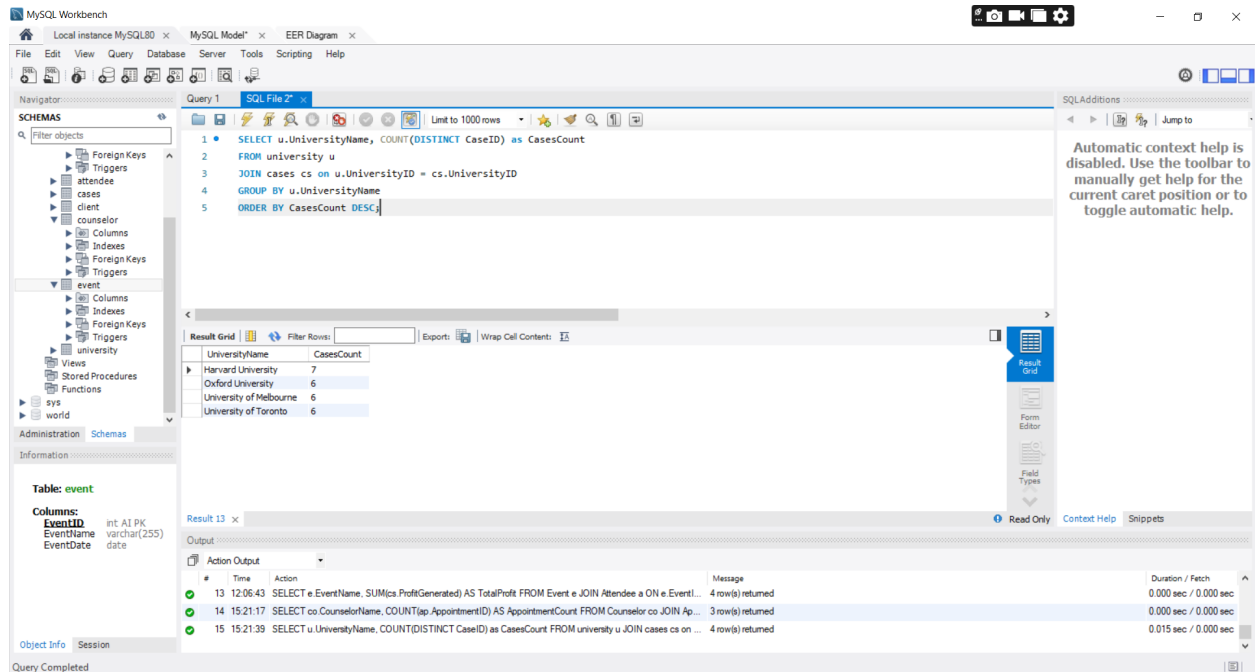 MySQL Workbench
Local instance MySQL80 × MySQL Model* × EER Diagram ×
File Edit View Query Database Server Tools Scripting Help
Navigator
SCHEMAS
Filter objects
Foreign Keys
Triggers
attendee
cases
client
counselor
Columns
Indexes
Foreign Keys
Triggers
event
Columns
Indexes
Foreign Keys
Triggers
university
Views
Stored Procedures
Functions
sys
world
Administration Schemas
Information
Table: event
Columns:
EventID int AI PK
EventName varchar(255)
EventDate date
Object Info Session
Query 1 SQL File 2* ×
Limit to 1000 rows
1 SELECT u.UniversityName, COUNT(DISTINCT CaseID) as CasesCount
2 FROM university u
3 JOIN cases cs on u.UniversityID = cs.UniversityID
4 GROUP BY u.UniversityName
5 ORDER BY CasesCount DESC;
Result Grid Filter Rows: Export: Wrap Cell Content: IA
UniversityName CasesCount
Harvard University 7
Oxford University 6
University of Melbourne 6
University of Toronto 6
Result
Grid
Form
Editor
Field
Types
Result 13 × Read Only
SQLAdditions
Jump to
Automatic context help is
disabled. Use the toolbar to
manually get help for the
current caret position or to
toggle automatic help.
Context Help Snippets
Output
Action Output
# Time Action Message Duration / Fetch
13 12:06:43 SELECT e.EventName, SUM(cs.ProfitGenerated) AS TotalProfit FROM Event e JOIN Attendee a ON e.EventI... 4 row(s) returned 0.000 sec / 0.000 sec
14 15:21:17 SELECT co.CounselorName, COUNT(ap.AppointmentID) AS AppointmentCount FROM Counselor co JOIN Ap... 3 row(s) returned 0.000 sec / 0.000 sec
15 15:21:39 SELECT u.UniversityName, COUNT(DISTINCT CaseID) as CasesCount FROM university u JOIN cases cs on ... 4 row(s) returned 0.015 sec / 0.000 sec
Query Completed